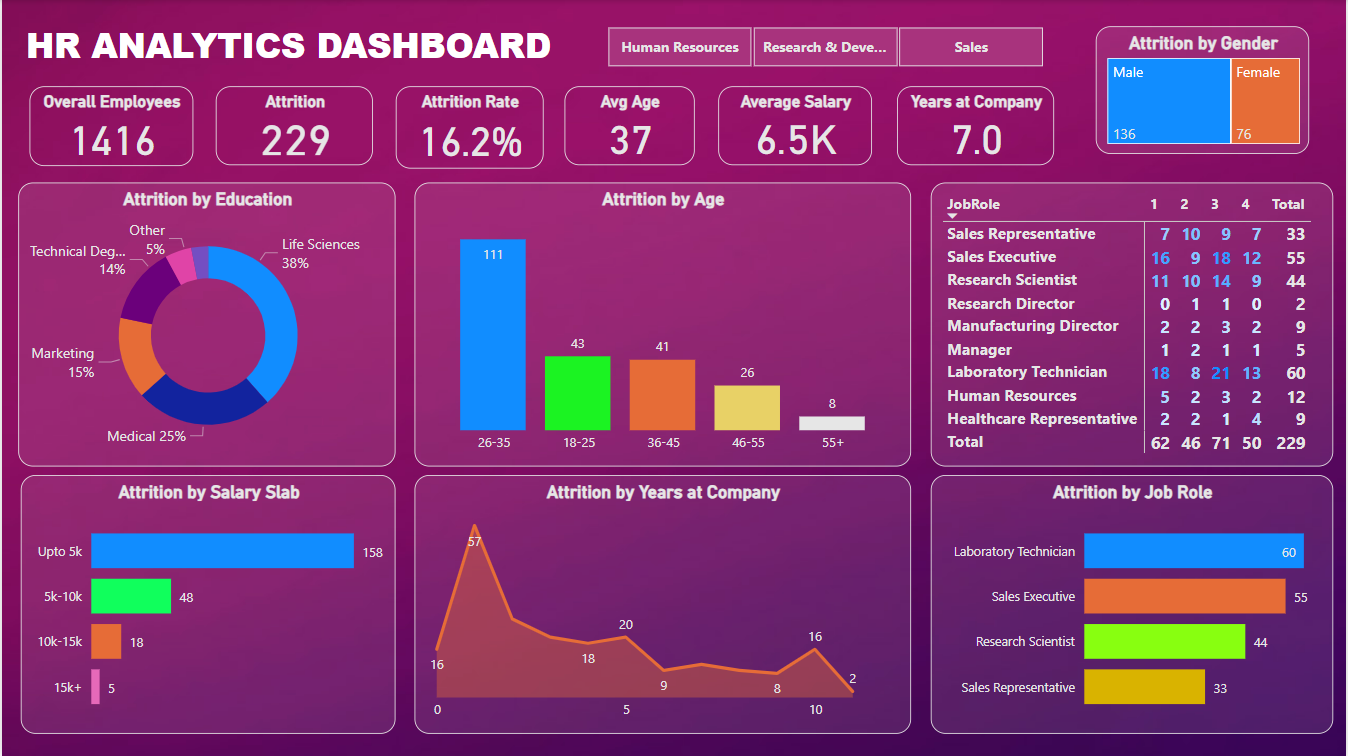 HR ANALYTICS DASHBOARD
Human Resources
Research & Deve...
Sales
Attrition by Gender
Male
136
Female
76
Overall Employees
1416
Attrition
229
Attrition Rate
16.2%
Avg Age
37
Average Salary
6.5K
Years at Company
7.0
Attrition by Education
Other
5%
Life Sciences
38%
Technical Deg...
14%
Marketing
15%
Medical 25%
Attrition by Age
111
43
41
26
8
26-35 18-25 36-45 46-55 55+
JobRole 1 2 3 4 Total
Sales Representative 7 10 9 7 33
Sales Executive 16 9 18 12 55
Research Scientist 11 10 14 9 44
Research Director 0 1 1 0 2
Manufacturing Director 2 2 3 2 9
Manager 1 2 1 1 5
Laboratory Technician 18 8 21 13 60
Human Resources 5 2 3 2 12
Healthcare Representative 2 2 1 4 9
Total 62 46 71 50 229
Attrition by Salary Slab
Upto 5k 158
5k-10k 48
10k-15k 18
15k+ 5
Attrition by Years at Company
57
16
18
20
9
8
16
2
0 5 10
Attrition by Job Role
Laboratory Technician 60
Sales Executive 55
Research Scientist 44
Sales Representative 33